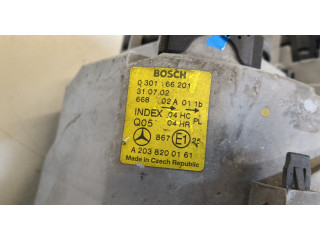 BOSCH
0 301 166 201
31.07.02
668 02 A 01 1b
INDEX 04 HC PL
Q05 04 HR
867 E1
A 203 820 01 61
Made in Czech Republic